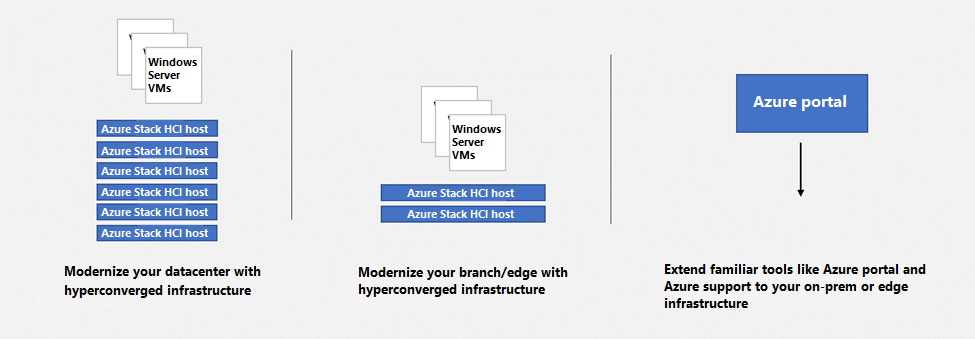 Windows
Server
VMs
Azure Stack HCI host
Azure Stack HCI host
Azure Stack HCI host
Azure Stack HCI host
Azure Stack HCI host
Azure Stack HCI host
Modernize your datacenter with
hyperconverged infrastructure
Windows
Server
VMs
Azure Stack HCI host
Azure Stack HCI host
Modernize your branch/edge with
hyperconverged infrastructure
Azure portal
Extend familiar tools like Azure portal and
Azure support to your on-prem or edge
infrastructure